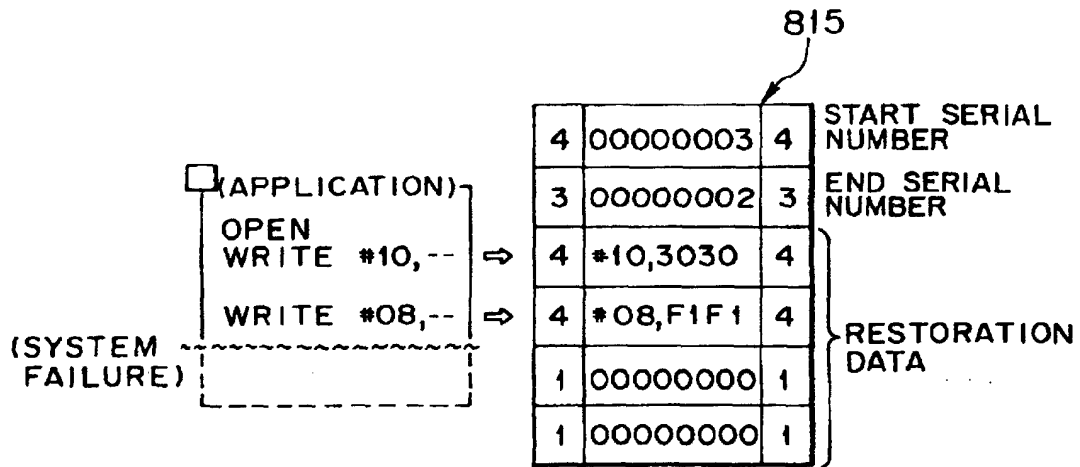 815
4 00000003 4 START SERIAL NUMBER
3 00000002 3 END SERIAL NUMBER
(APPLICATION)
OPEN
WRITE #10,-- ⇨ 4 #10,3030 4
WRITE #08,-- ⇨ 4 #08,F1F1 4
(SYSTEM FAILURE)
RESTORATION DATA
1 00000000 1
1 00000000 1